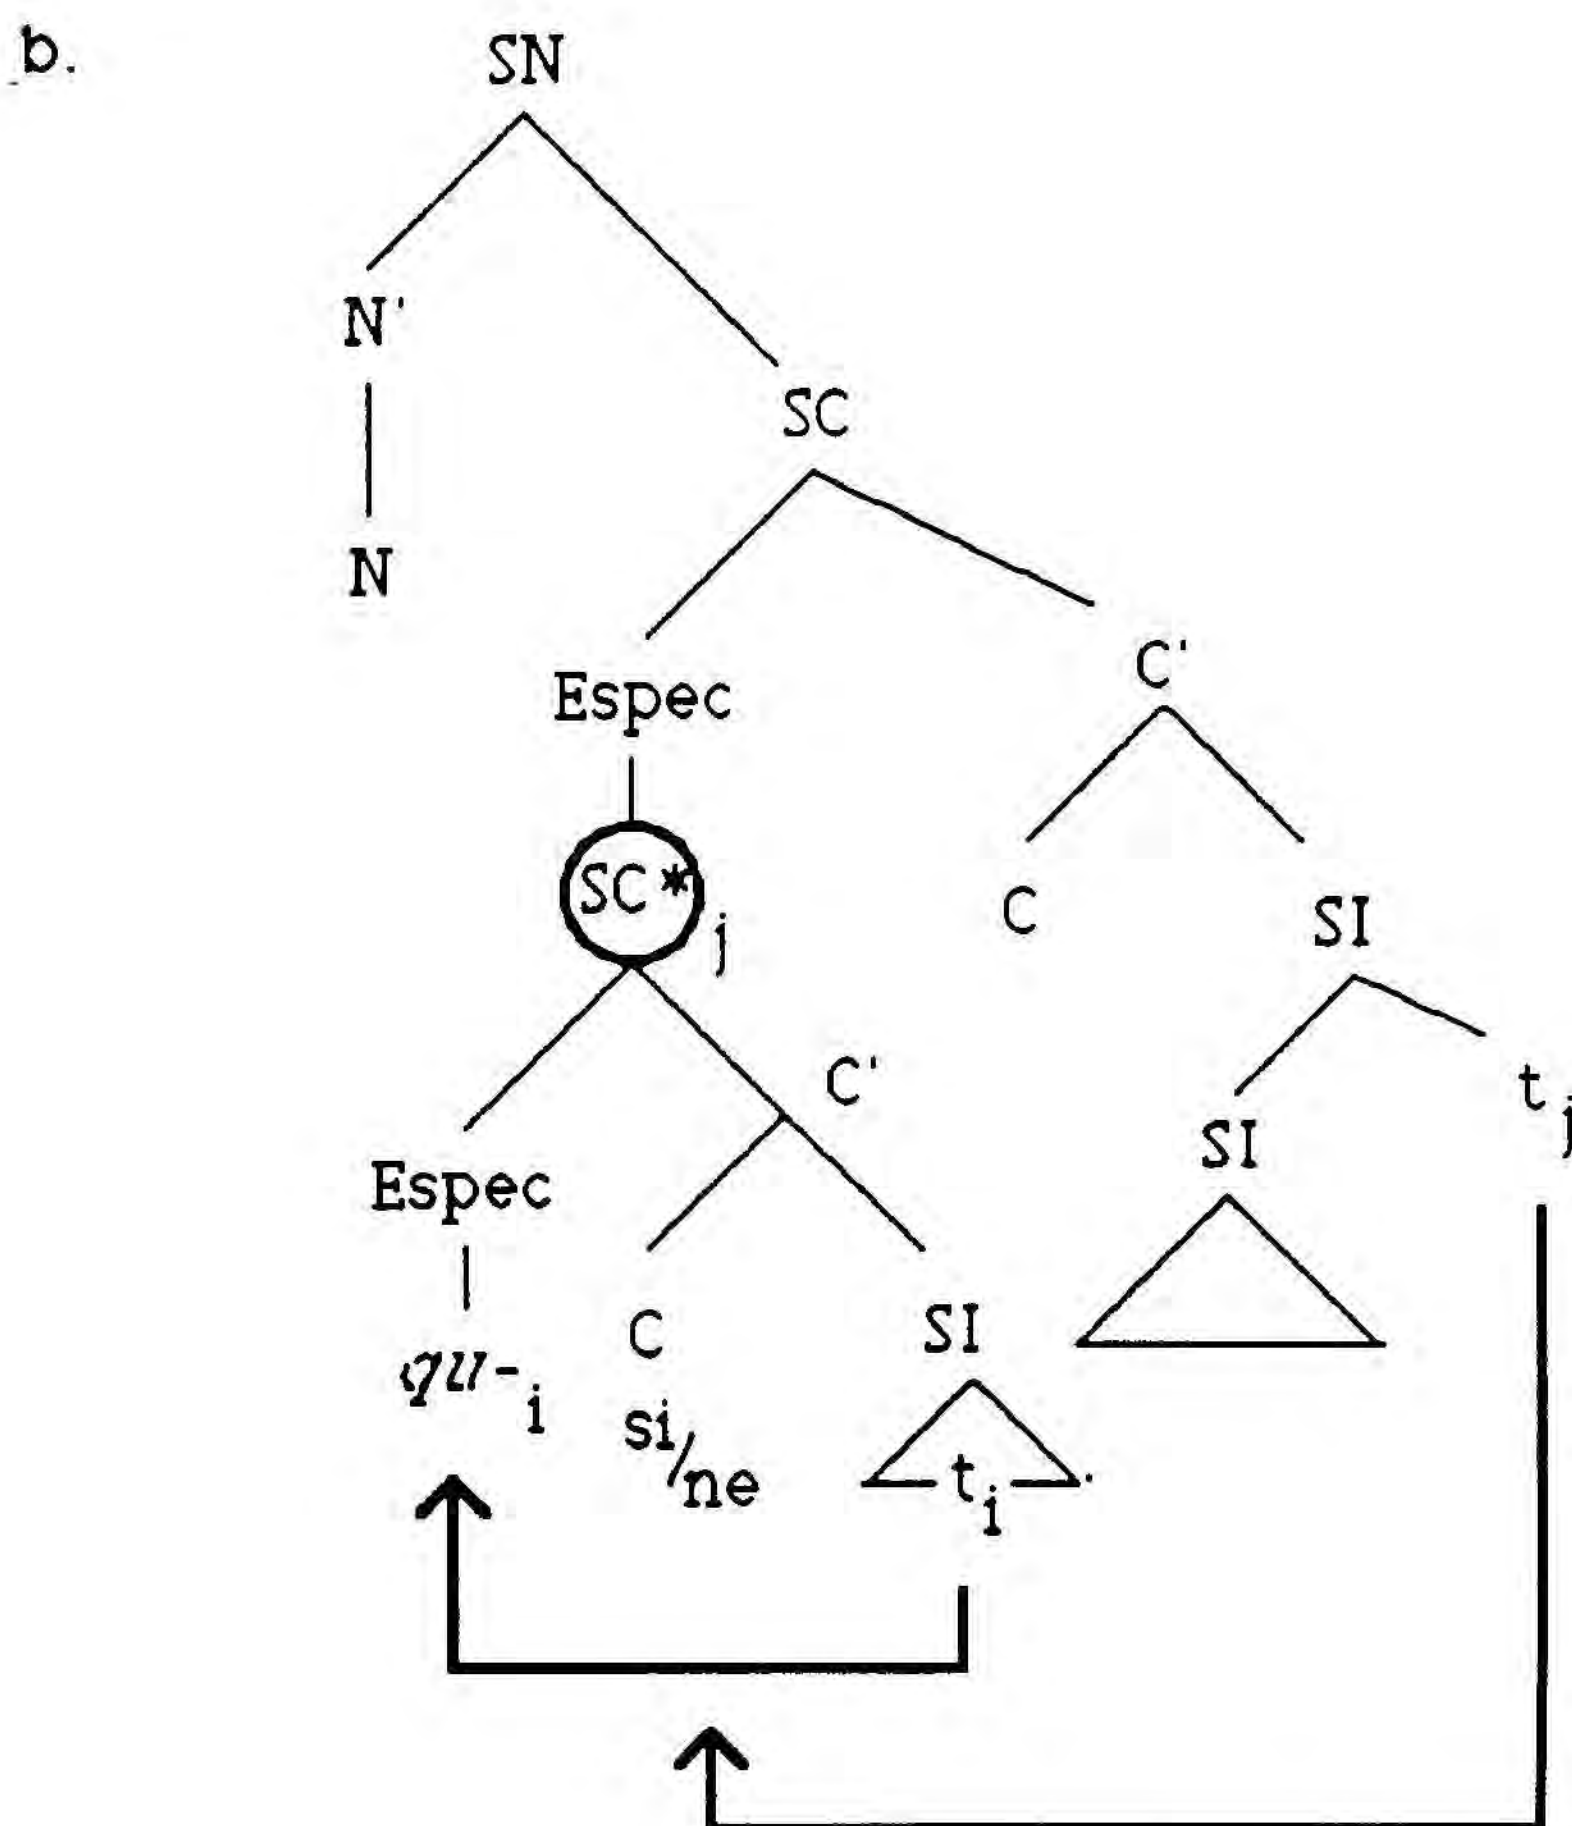 b.
SN
N'
SC
N
Espec C'
SC*j C SI
C'
SI tj
Espec
C SI
qu-i
si/ne ti